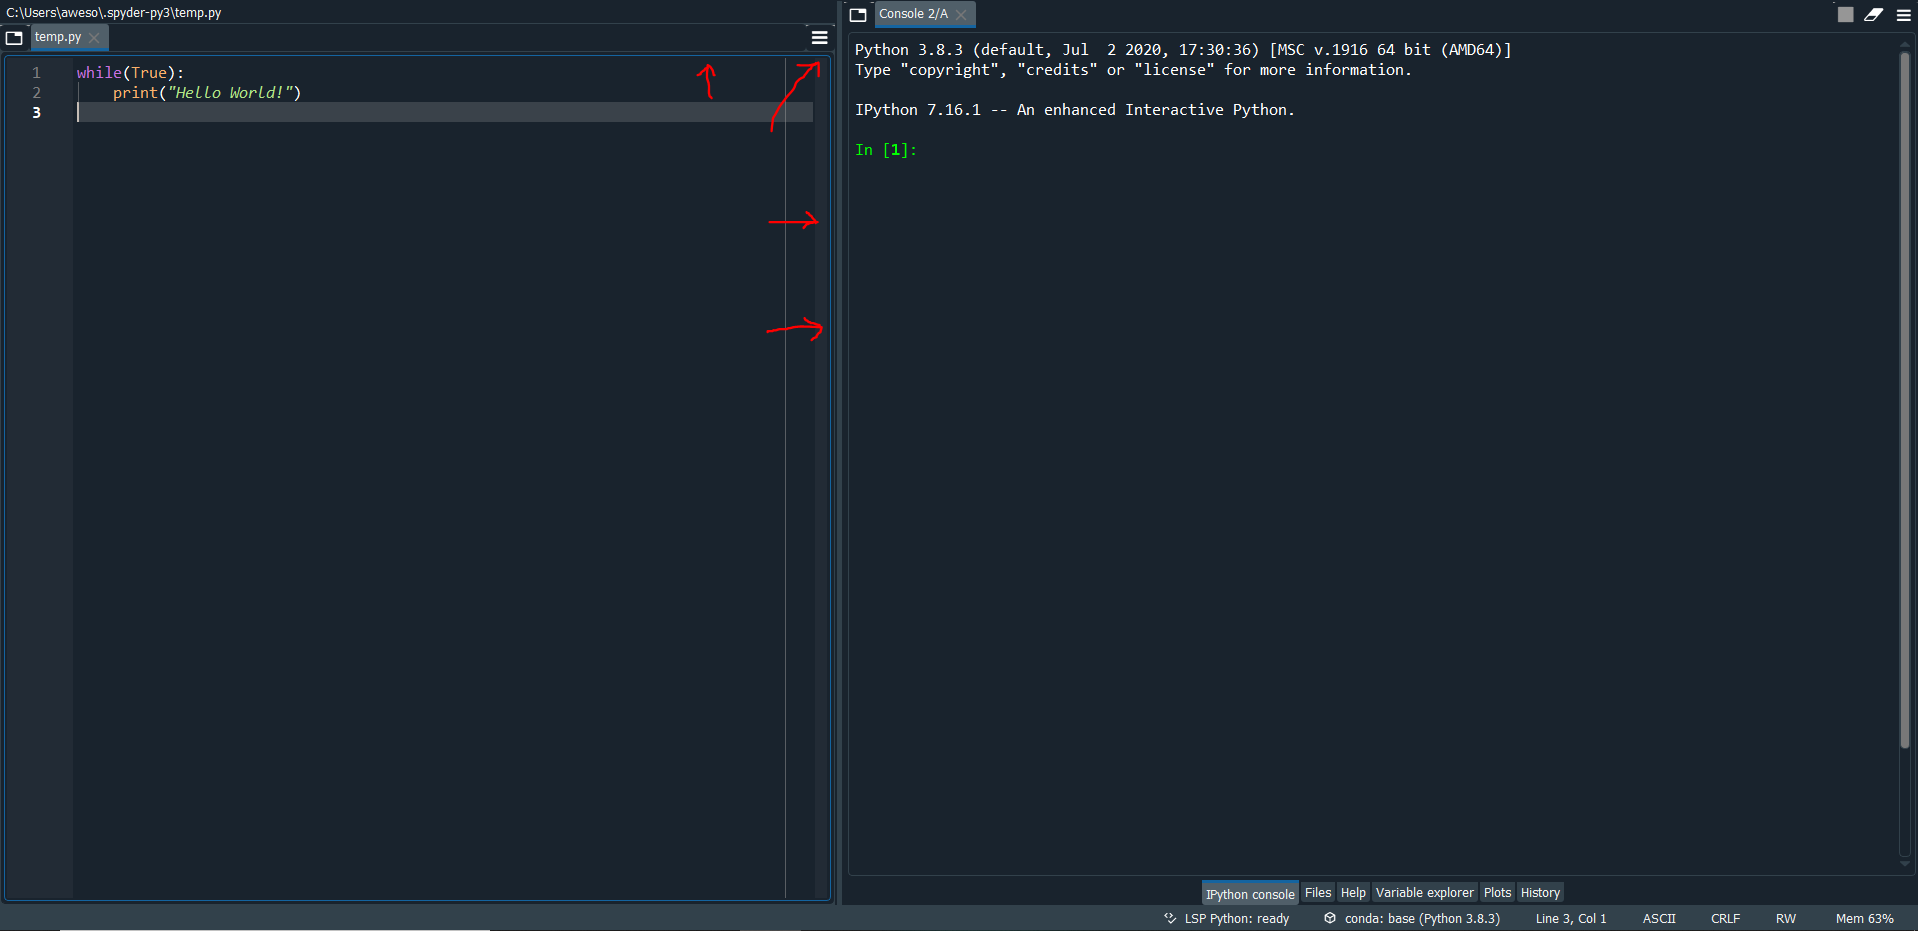 C:\Users\aweso\.spyder-py3\temp.py
temp.py
1 while(True):
2     print("Hello World!")
3
Console 2/A
Python 3.8.3 (default, Jul  2 2020, 17:30:36) [MSC v.1916 64 bit (AMD64)]
Type "copyright", "credits" or "license" for more information.
IPython 7.16.1 -- An enhanced Interactive Python.
In [1]:
IPython console Files Help Variable explorer Plots History
LSP Python: ready conda: base (Python 3.8.3) Line 3, Col 1 ASCII CRLF RW Mem 63%